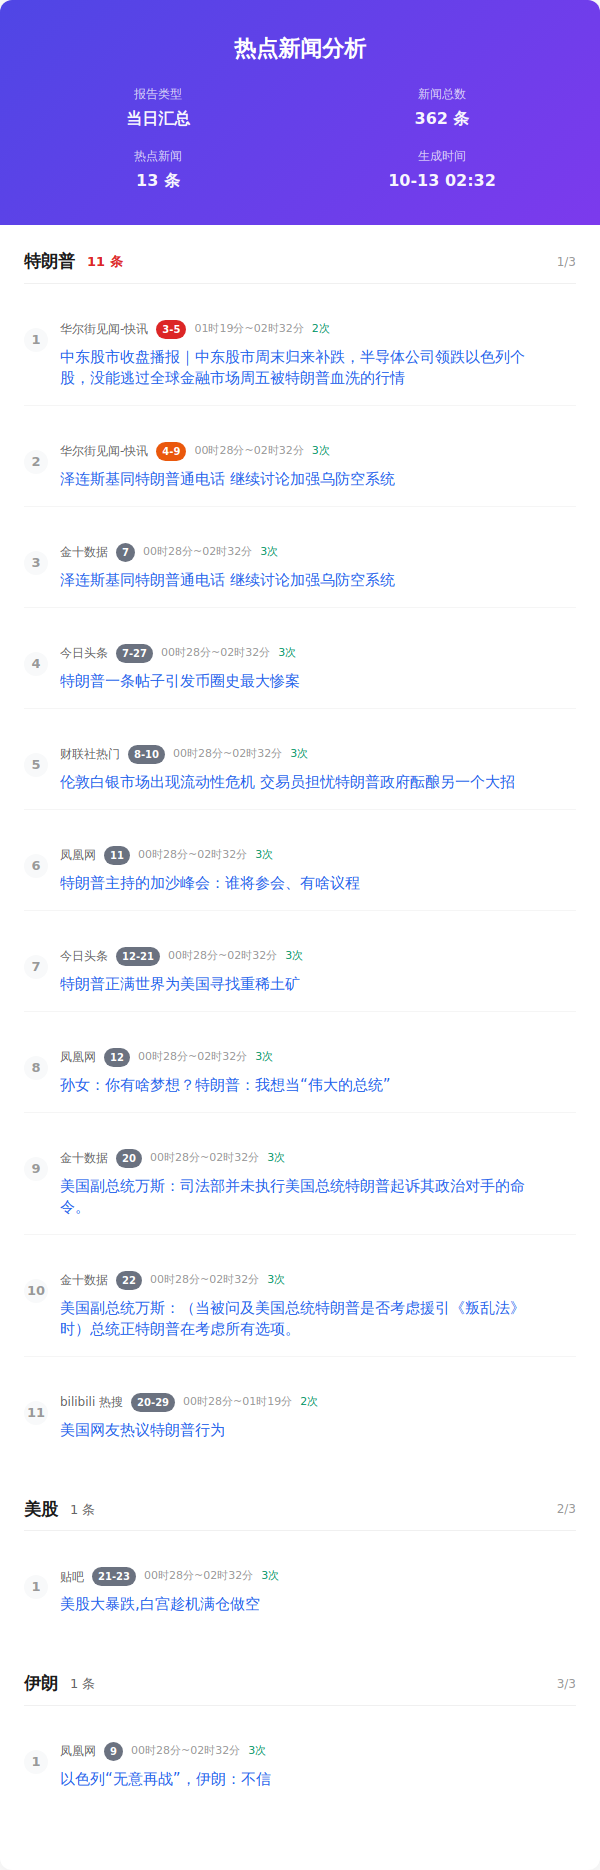 热点新闻分析
报告类型
新闻总数
当日汇总
362 条
热点新闻
生成时间
13 条
10-13 02:32
特朗普 11 条 1/3
1
华尔街见闻-快讯 3-5 01时19分~02时32分 2次
中东股市收盘播报｜中东股市周末归来补跌，半导体公司领跌以色列个
股，没能逃过全球金融市场周五被特朗普血洗的行情
2
华尔街见闻-快讯 4-9 00时28分~02时32分 3次
泽连斯基同特朗普通电话 继续讨论加强乌防空系统
3
金十数据 7 00时28分~02时32分 3次
泽连斯基同特朗普通电话 继续讨论加强乌防空系统
4
今日头条 7-27 00时28分~02时32分 3次
特朗普一条帖子引发币圈史最大惨案
5
财联社热门 8-10 00时28分~02时32分 3次
伦敦白银市场出现流动性危机 交易员担忧特朗普政府酝酿另一个大招
6
凤凰网 11 00时28分~02时32分 3次
特朗普主持的加沙峰会：谁将参会、有啥议程
7
今日头条 12-21 00时28分~02时32分 3次
特朗普正满世界为美国寻找重稀土矿
8
凤凰网 12 00时28分~02时32分 3次
孙女：你有啥梦想？特朗普：我想当“伟大的总统”
9
金十数据 20 00时28分~02时32分 3次
美国副总统万斯：司法部并未执行美国总统特朗普起诉其政治对手的命
令。
10
金十数据 22 00时28分~02时32分 3次
美国副总统万斯：（当被问及美国总统特朗普是否考虑援引《叛乱法》
时）总统正特朗普在考虑所有选项。
11
bilibili 热搜 20-29 00时28分~01时19分 2次
美国网友热议特朗普行为
美股 1 条 2/3
1
贴吧 21-23 00时28分~02时32分 3次
美股大暴跌,白宫趁机满仓做空
伊朗 1 条 3/3
1
凤凰网 9 00时28分~02时32分 3次
以色列“无意再战”，伊朗：不信